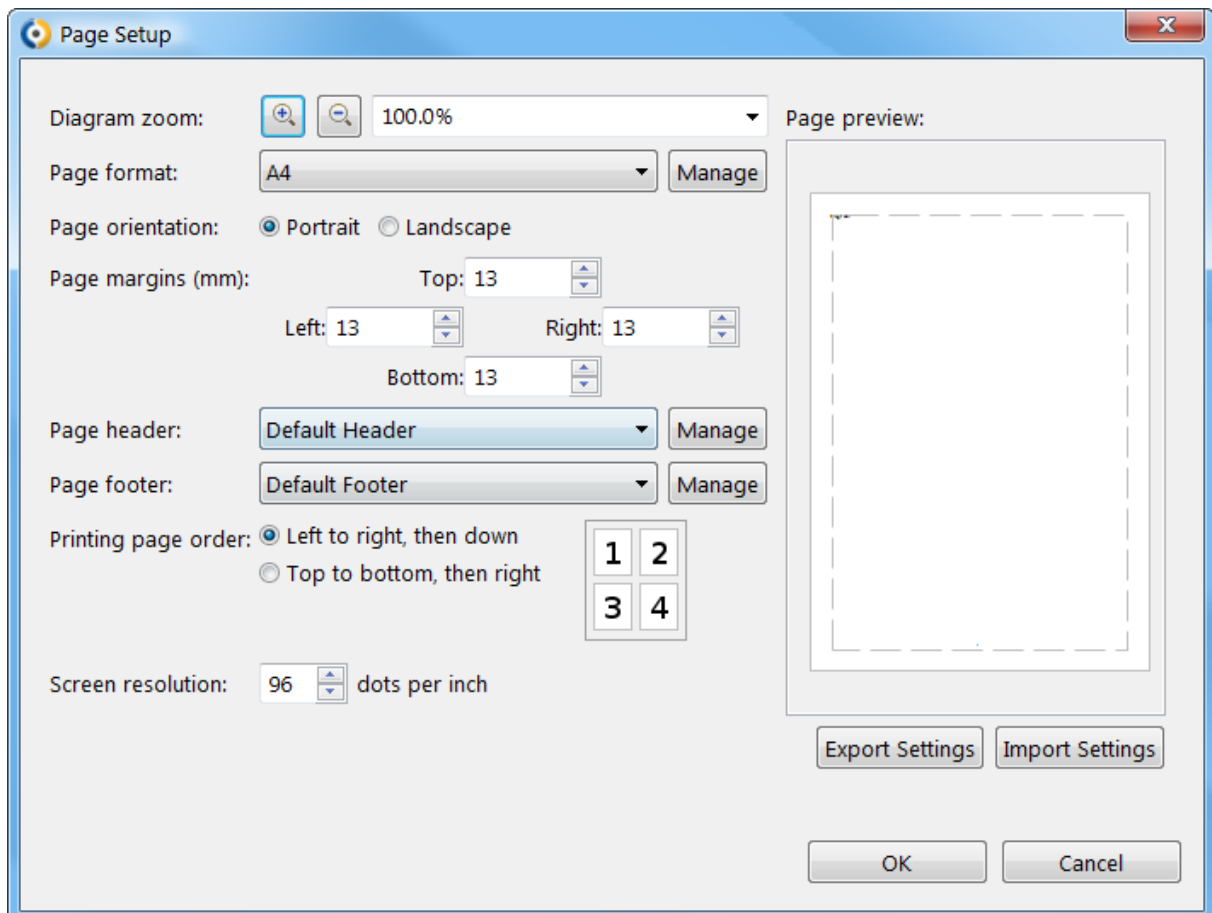 Page Setup
Diagram zoom: 100.0%
Page preview:
Page format: A4 Manage
Page orientation: Portrait Landscape
Page margins (mm): Top: 13
Left: 13 Right: 13
Bottom: 13
Page header: Default Header Manage
Page footer: Default Footer Manage
Printing page order: Left to right, then down
Top to bottom, then right
1 2
3 4
Screen resolution: 96 dots per inch
Export Settings Import Settings
OK Cancel